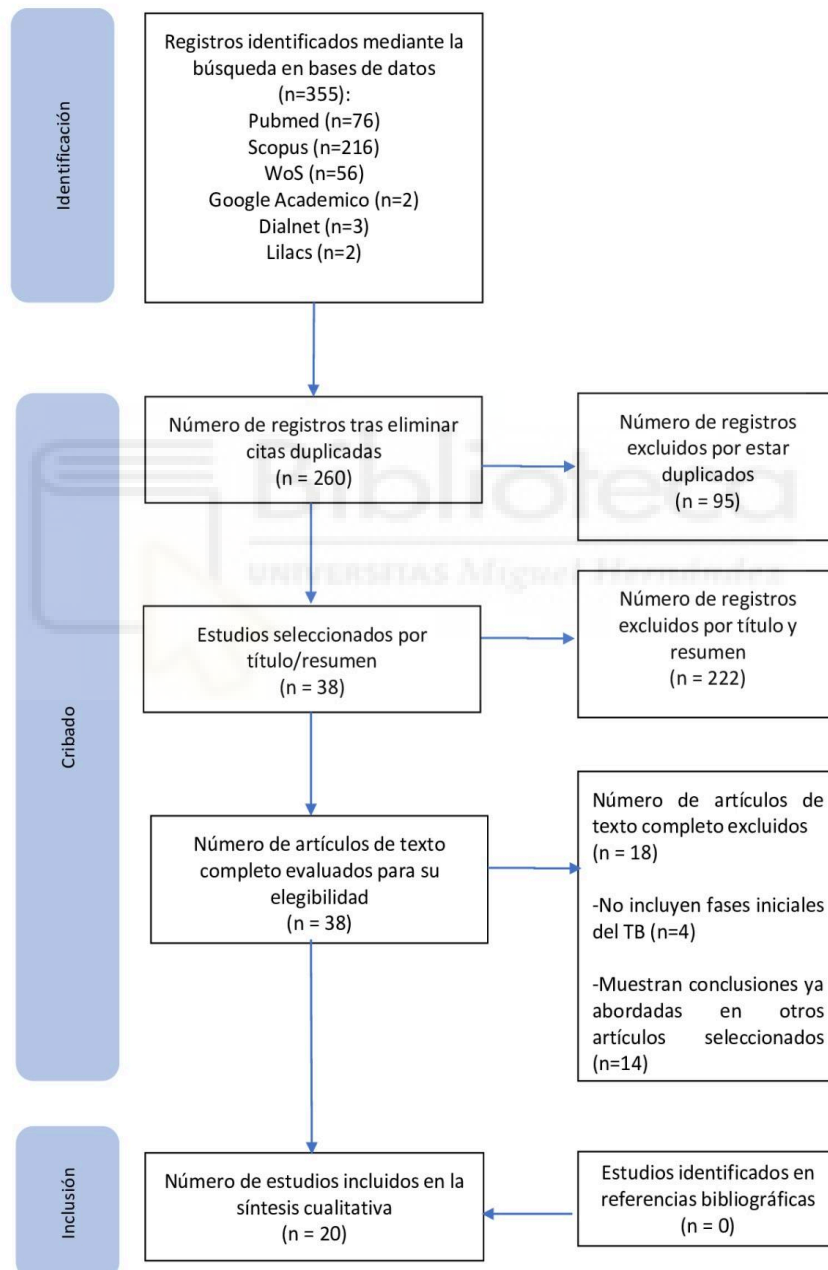 Identificación
Registros identificados mediante la
búsqueda en bases de datos
(n=355):
Pubmed (n=76)
Scopus (n=216)
WoS (n=56)
Google Academico (n=2)
Dialnet (n=3)
Lilacs (n=2)
Cribado
Número de registros tras eliminar
citas duplicadas
(n = 260)
Número de registros
excluidos por estar
duplicados
(n = 95)
Biblioteca
UNIVERSITAS Miguel Hernández
Estudios seleccionados por
título/resumen
(n = 38)
Número de registros
excluidos por título y
resumen
(n = 222)
Número de artículos de texto
completo evaluados para su
elegibilidad
(n = 38)
Número de artículos de
texto completo excluidos
(n = 18)
-No incluyen fases iniciales
del TB (n=4)
-Muestran conclusiones ya
abordadas en otros
artículos seleccionados
(n=14)
Inclusión
Número de estudios incluidos en la
síntesis cualitativa
(n = 20)
Estudios identificados en
referencias bibliográficas
(n = 0)